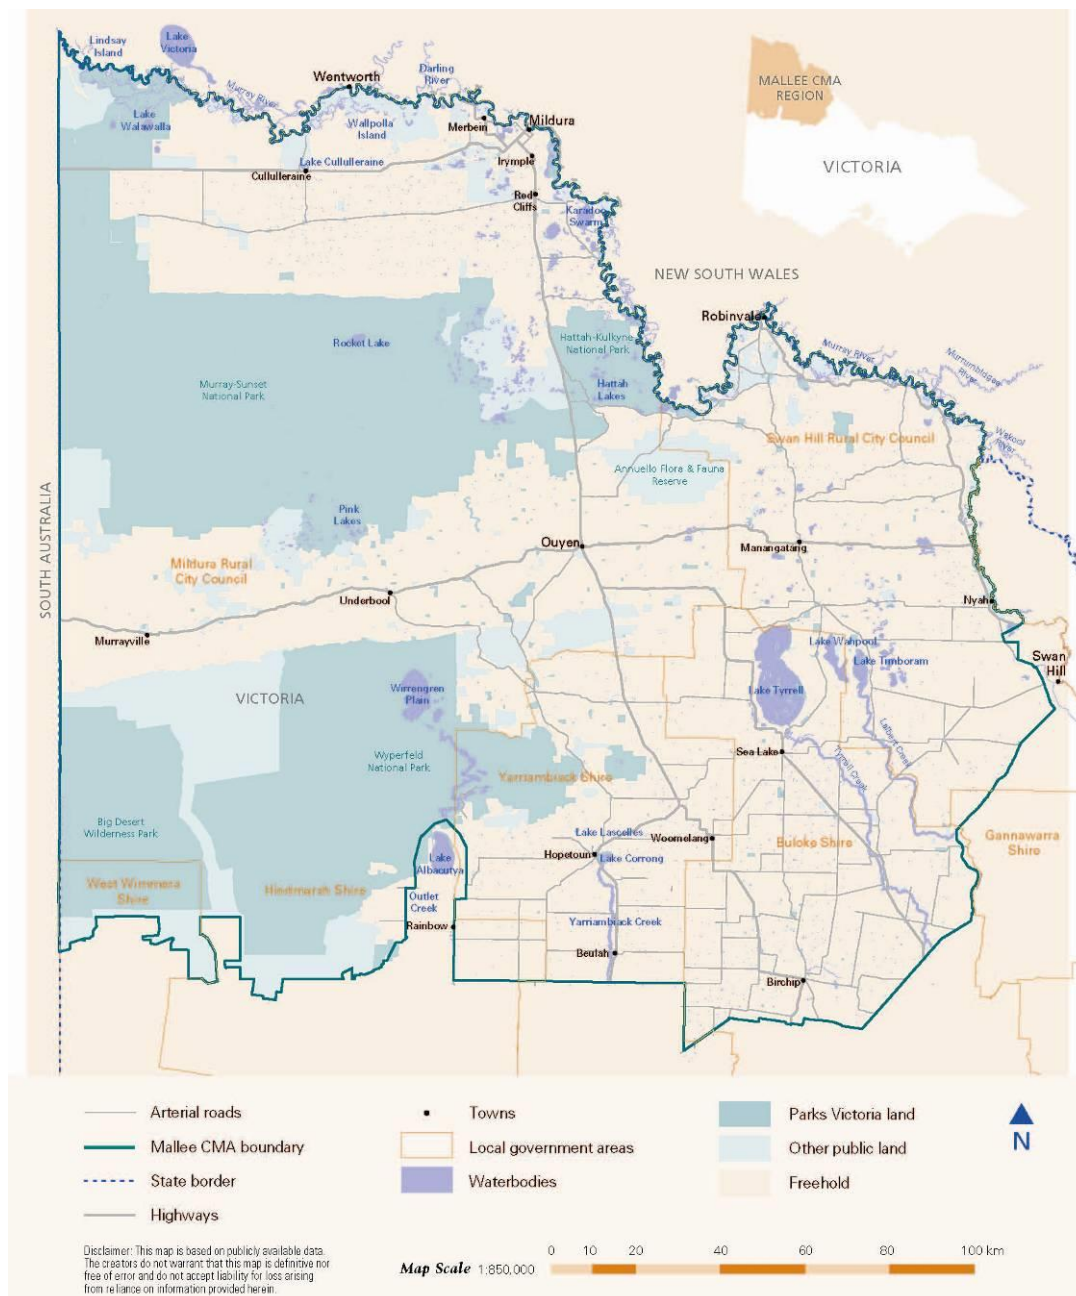 Lindsay
Island
Lake
Victoria
Wentworth
Darling
River
MALLEE CMA
REGION
Murray River
Lake
Walawalla
Wallpolla
Island
Merbein
Mildura
Lake Cullulleraine
Irymple
VICTORIA
Cullulleraine
Red
Cliffs
Karadoc
Swamp
NEW SOUTH WALES
Robinvale
Rocket Lake
Hattah-Kulkyne
National Park
Murray River
Murrumbidgee
River
Murray-Sunset
National Park
Hattah
Lakes
Swan Hill Rural City Council
Wakool
River
Annuello Flora & Fauna
Reserve
SOUTH AUSTRALIA
Pink
Lakes
Ouyen
Manangatang
Mildura Rural
City Council
Underbool
Nyah
Murrayville
Lake Wahpool
Lake Timboram
Swan
Hill
Wirrengren
Plain
VICTORIA
Lake Tyrrell
Lalbert Creek
Wyperfeld
National Park
Sea Lake
Tyrrell Creek
Yarriambiack Shire
Big Desert
Wilderness Park
Lake Lascelles
Woomelang
Buloke Shire
Gannawarra
Shire
Hopetoun
Lake Corrong
Lake
Albacutya
West Wimmera
Shire
Hindmarsh Shire
Outlet
Creek
Rainbow
Yarriambiack Creek
Beulah
Birchip
Arterial roads
Mallee CMA boundary
State border
Highways
Towns
Local government areas
Waterbodies
Parks Victoria land
Other public land
Freehold
N
Disclaimer: This map is based on publicly available data.
The creators do not warrant that this map is definitive nor
free of error and do not accept liability for loss arising
from reliance on information provided herein.
Map Scale 1:850,000
0 10 20 40 60 80 100 km